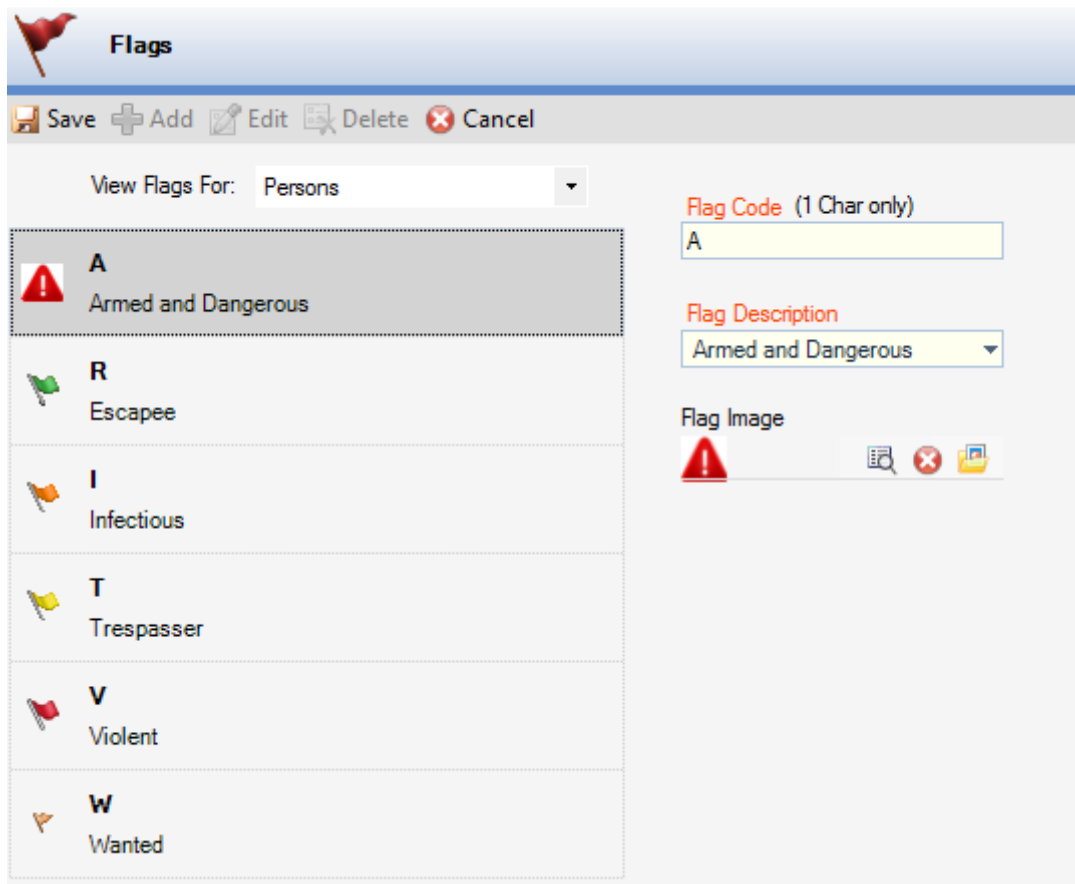 Flags
Save Add Edit Delete Cancel
View Flags For: Persons
A
Armed and Dangerous
R
Escapee
I
Infectious
T
Trespasser
V
Violent
W
Wanted
Flag Code (1 Char only)
A
Flag Description
Armed and Dangerous
Flag Image